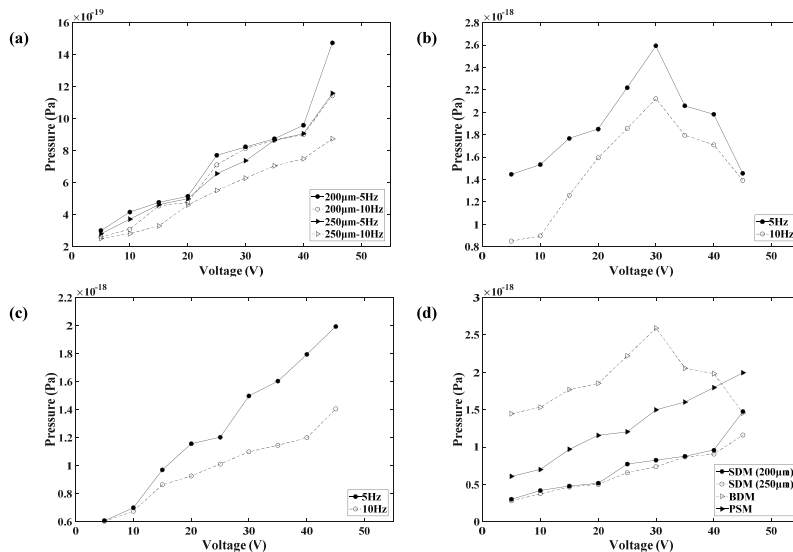 (a)
×10⁻¹⁹
16
14
12
10
8
6
4
2
Pressure (Pa)
0 10 20 30 40 50
Voltage (V)
200µm-5Hz
200µm-10Hz
250µm-5Hz
250µm-10Hz
(b)
×10⁻¹⁸
2.8
2.6
2.4
2.2
2
1.8
1.6
1.4
1.2
1
0.8
Pressure (Pa)
0 10 20 30 40 50
Voltage (V)
5Hz
10Hz
(c)
×10⁻¹⁸
2.2
2
1.8
1.6
1.4
1.2
1
0.8
0.6
Pressure (Pa)
0 10 20 30 40 50
Voltage (V)
5Hz
10Hz
(d)
×10⁻¹⁸
3
2.5
2
1.5
1
0.5
0
Pressure (Pa)
0 10 20 30 40 50
Voltage (V)
SDM (200µm)
SDM (250µm)
BDM
PSM